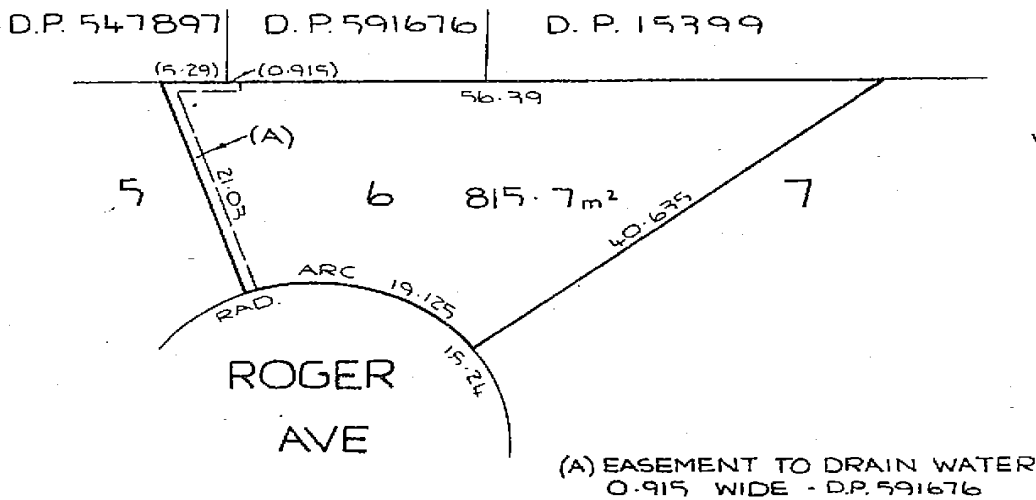 D.P. 547897 D. P. 591676 D. P. 15399
(5.29) (0.915)
56.39
(A)
5 21.03 6 815.7m² 7
40.635
ARC 19.125
RAD. 15.24
ROGER
AVE
(A) EASEMENT TO DRAIN WATER
0.915 WIDE - D.P. 591676